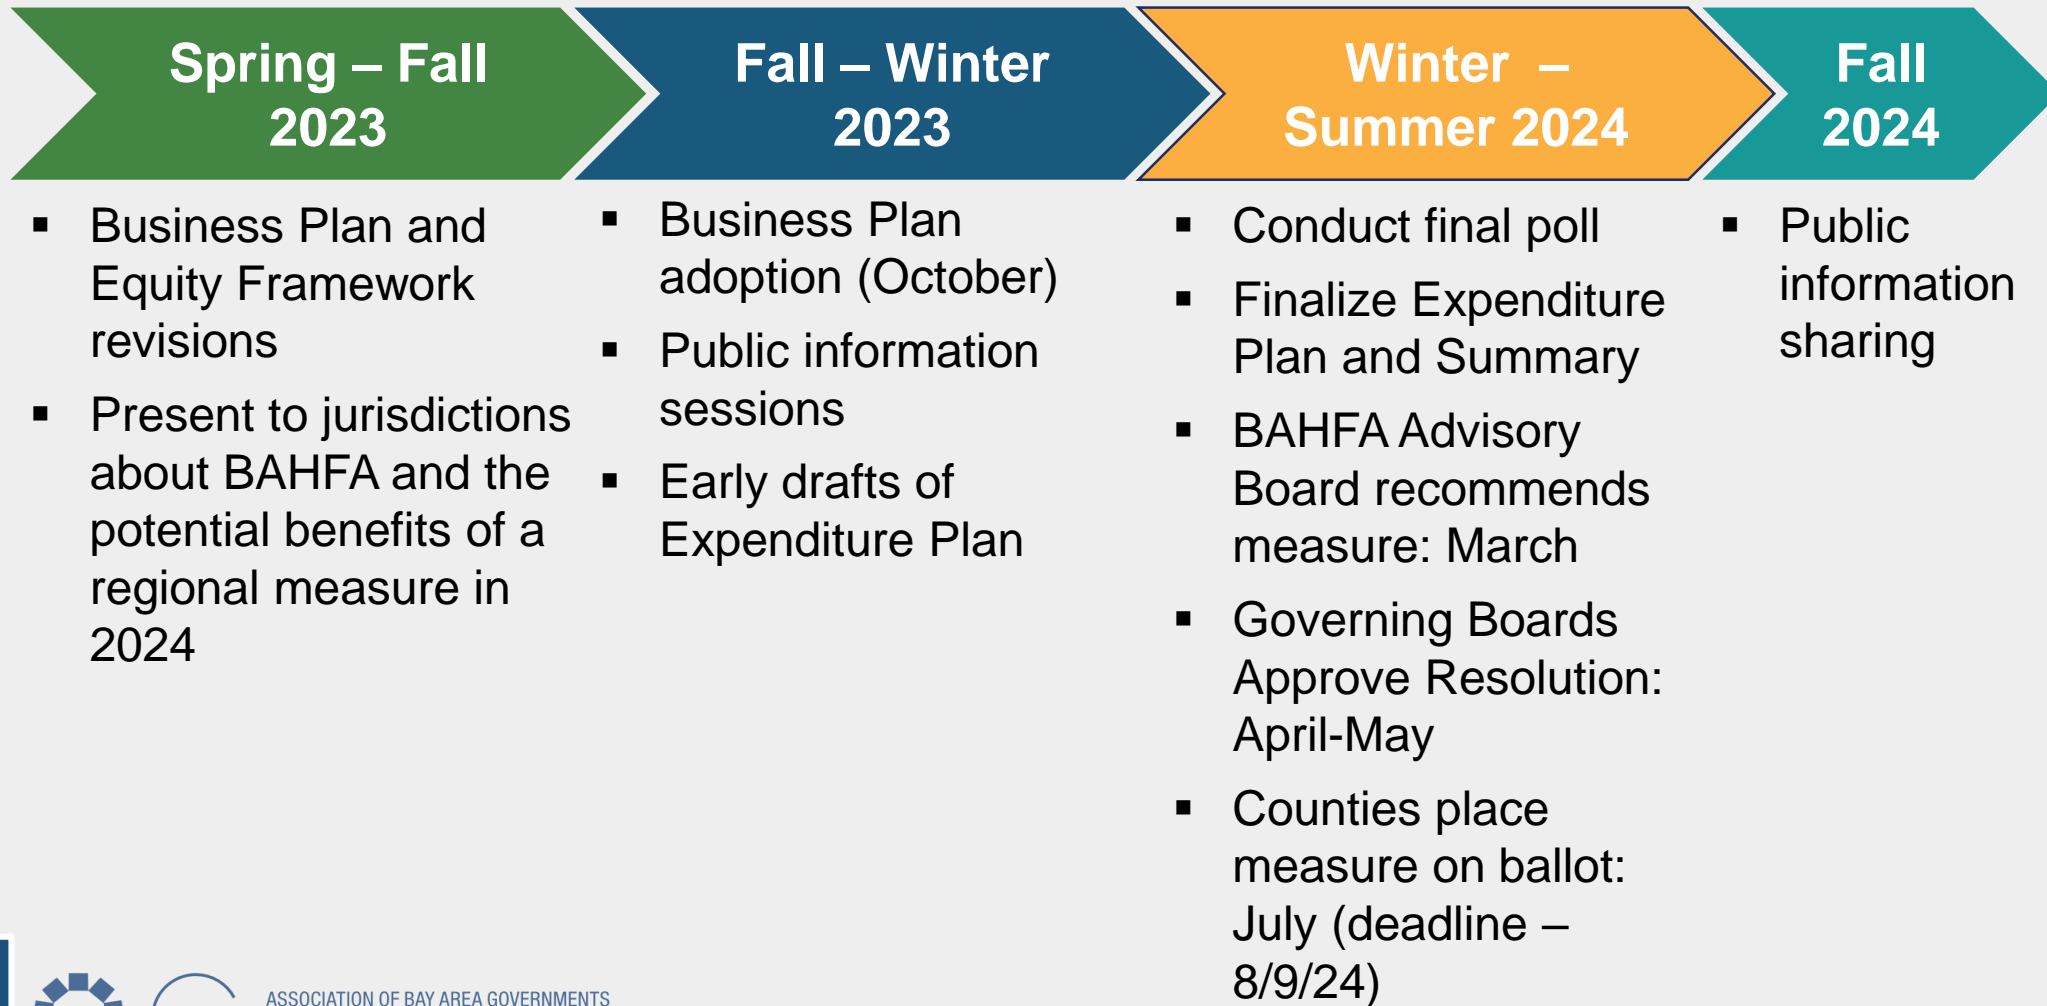 Spring – Fall
2023
Fall – Winter
2023
Winter –
Summer 2024
Fall
2024
▪ Business Plan and
Equity Framework
revisions
▪ Present to jurisdictions
about BAHFA and the
potential benefits of a
regional measure in
2024
▪ Business Plan
adoption (October)
▪ Public information
sessions
▪ Early drafts of
Expenditure Plan
▪ Conduct final poll
▪ Finalize Expenditure
Plan and Summary
▪ BAHFA Advisory
Board recommends
measure: March
▪ Governing Boards
Approve Resolution:
April-May
▪ Counties place
measure on ballot:
July (deadline –
8/9/24)
▪ Public
information
sharing
ASSOCIATION OF BAY AREA GOVERNMENTS